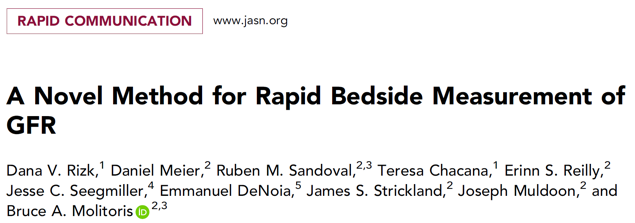 RAPID COMMUNICATION www.jasn.org
A Novel Method for Rapid Bedside Measurement of
GFR
Dana V. Rizk,1 Daniel Meier,2 Ruben M. Sandoval,2,3 Teresa Chacana,1 Erinn S. Reilly,2
Jesse C. Seegmiller,4 Emmanuel DeNoia,5 James S. Strickland,2 Joseph Muldoon,2 and
Bruce A. Molitoris iD 2,3